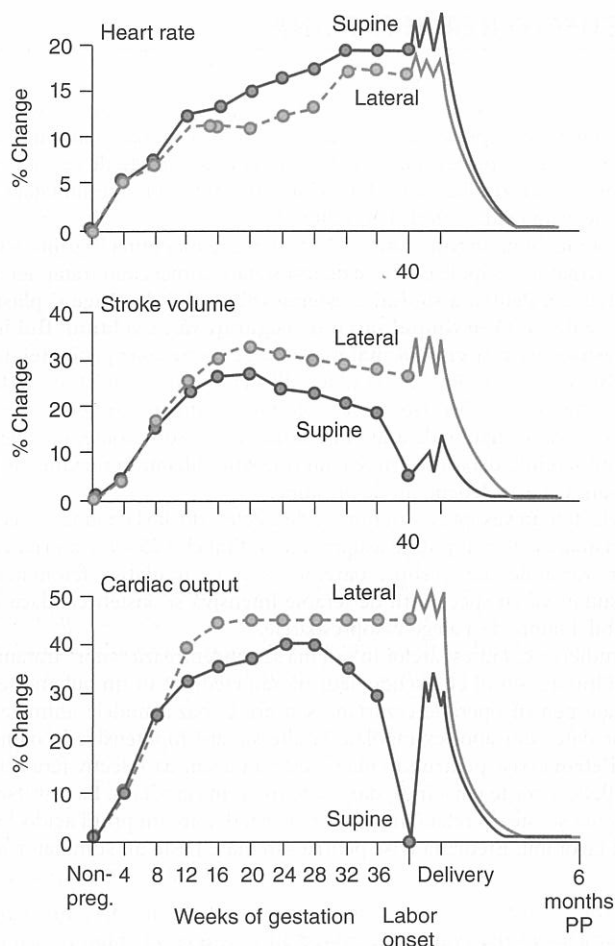 Heart rate
Supine
Lateral
% Change
20
15
10
5
0
40
Stroke volume
Lateral
Supine
% Change
40
30
20
10
0
40
Cardiac output
Lateral
Supine
% Change
50
40
30
20
10
0
Non-preg.
4 8 12 16 20 24 28 32 36
Delivery
6 months PP
Weeks of gestation
Labor onset